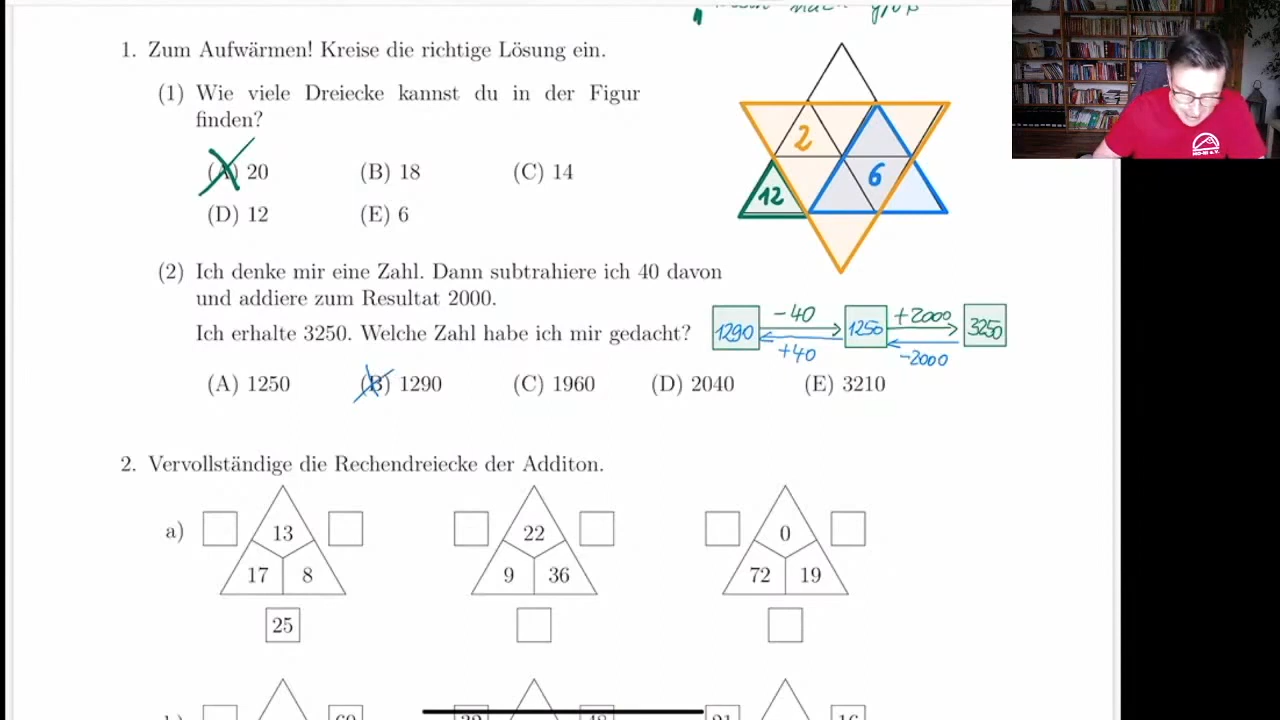 1. Zum Aufwärmen! Kreise die richtige Lösung ein.
(1) Wie viele Dreiecke kannst du in der Figur
finden?
(A) 20 (B) 18 (C) 14
(D) 12 (E) 6
2
6
12
(2) Ich denke mir eine Zahl. Dann subtrahiere ich 40 davon
und addiere zum Resultat 2000.
Ich erhalte 3250. Welche Zahl habe ich mir gedacht?
-40 +2000
1290 1250 3250
+40 -2000
(A) 1250 (B) 1290 (C) 1960 (D) 2040 (E) 3210
2. Vervollständige die Rechendreiecke der Additon.
a) 13 22 0
17 8 9 36 72 19
25